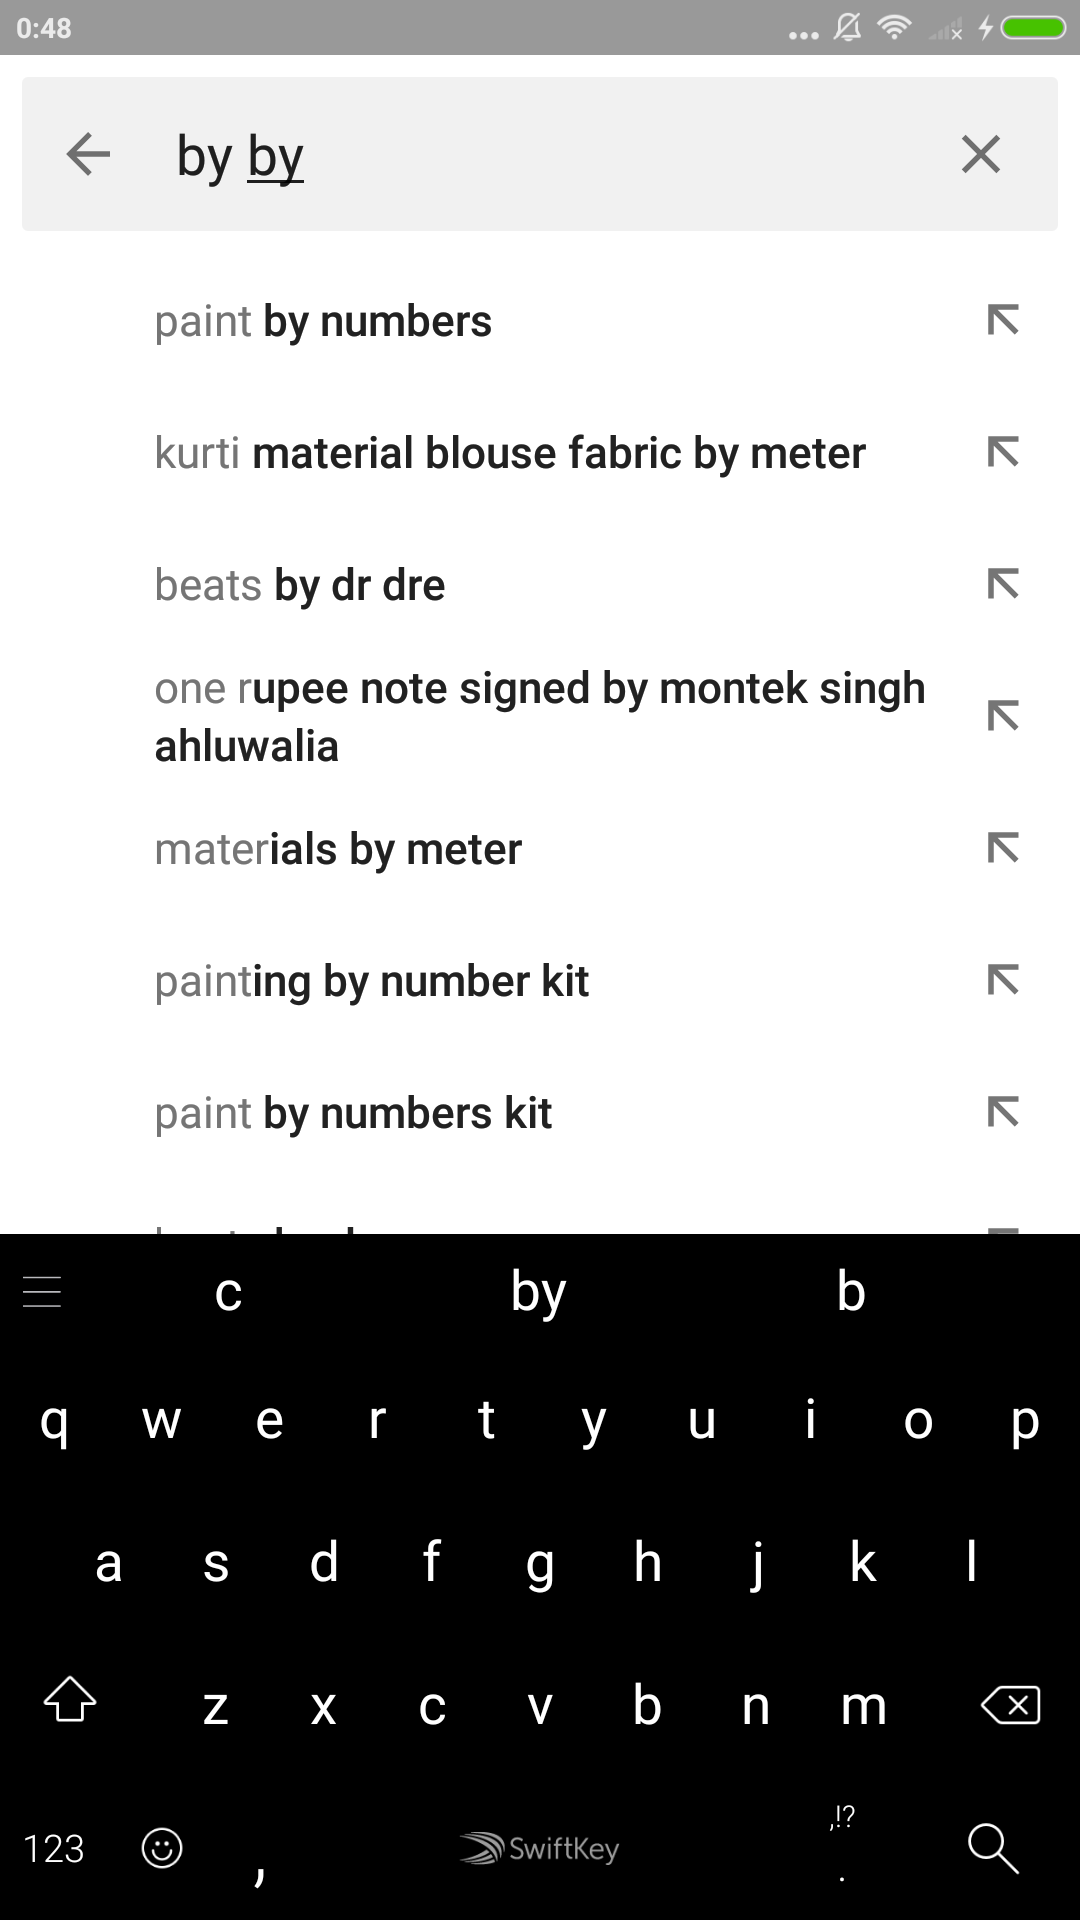 0:48
by by
paint by numbers
kurti material blouse fabric by meter
beats by dr dre
one rupee note signed by montek singh
ahluwalia
materials by meter
painting by number kit
paint by numbers kit
c by b
q w e r t y u i o p
a s d f g h j k l
z x c v b n m
,!?
123 , SwiftKey .